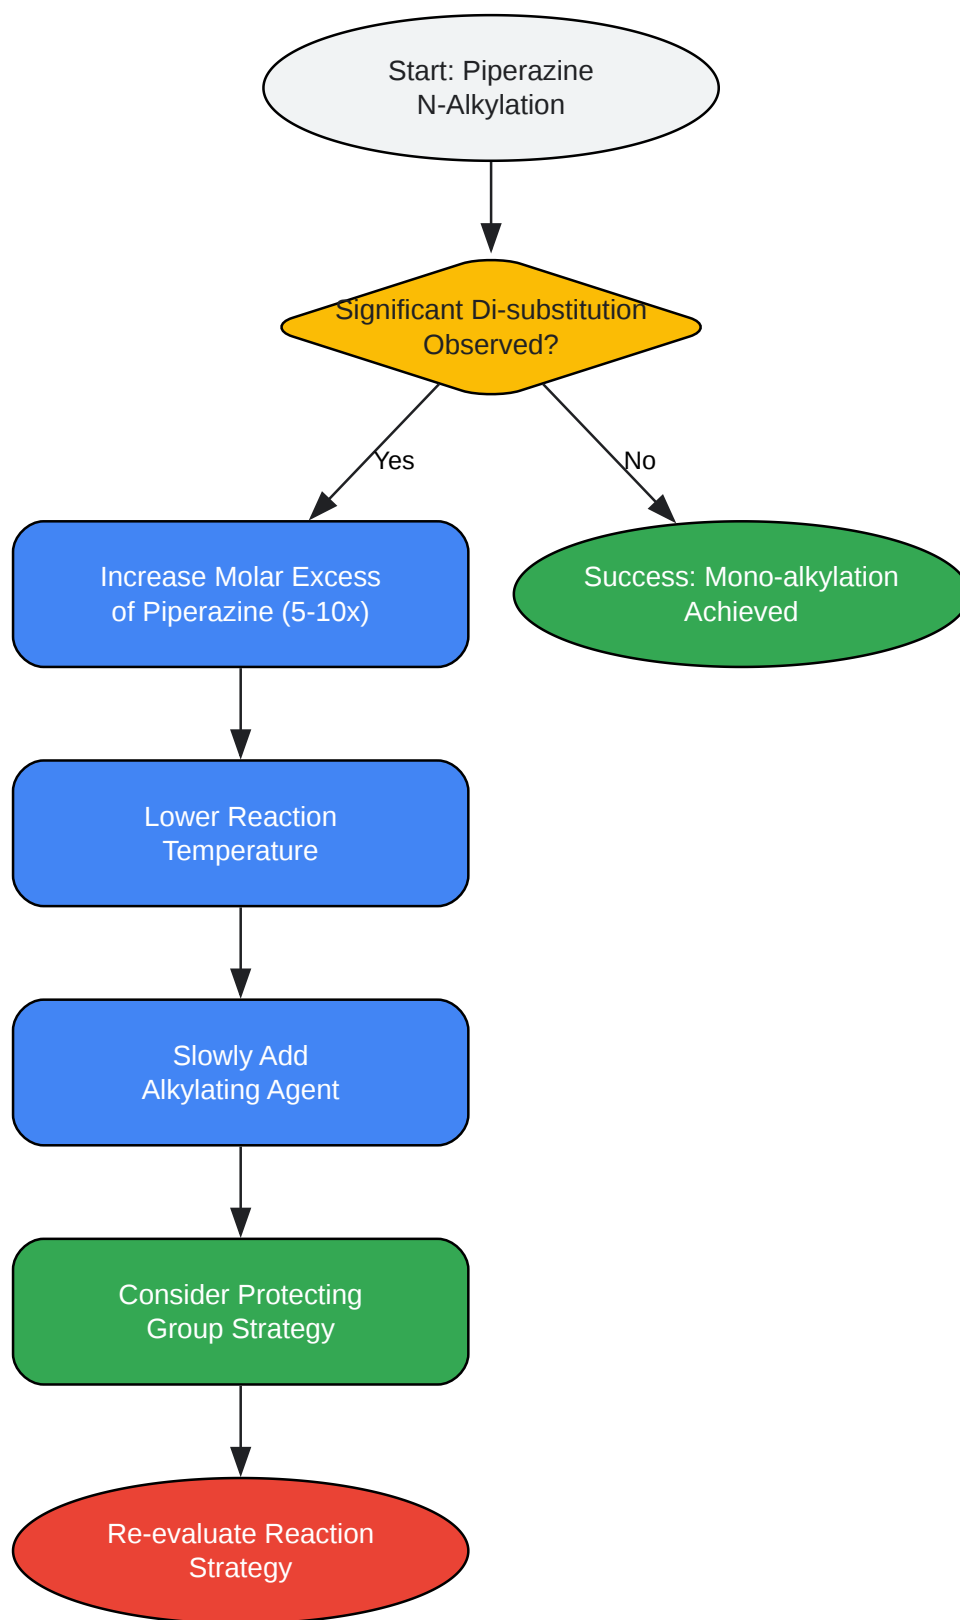 Start: Piperazine
N-Alkylation
Significant Di-substitution
Observed?
Yes
No
Increase Molar Excess
of Piperazine (5-10x)
Success: Mono-alkylation
Achieved
Lower Reaction
Temperature
Slowly Add
Alkylating Agent
Consider Protecting
Group Strategy
Re-evaluate Reaction
Strategy